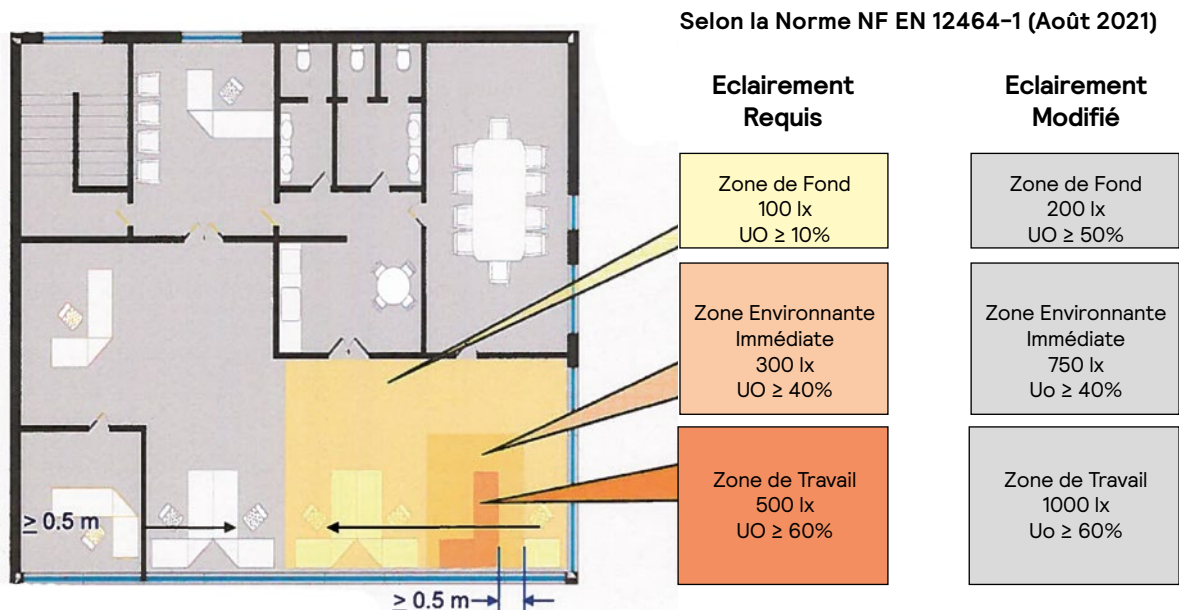 Selon la Norme NF EN 12464-1 (Août 2021)
Eclairement
Requis
Zone de Fond
100 lx
UO ≥ 10%
Zone Environnante
Immédiate
300 lx
UO ≥ 40%
Zone de Travail
500 lx
UO ≥ 60%
Eclairement
Modifié
Zone de Fond
200 lx
UO ≥ 50%
Zone Environnante
Immédiate
750 lx
Uo ≥ 40%
Zone de Travail
1000 lx
Uo ≥ 60%
≥ 0.5 m
≥ 0.5 m